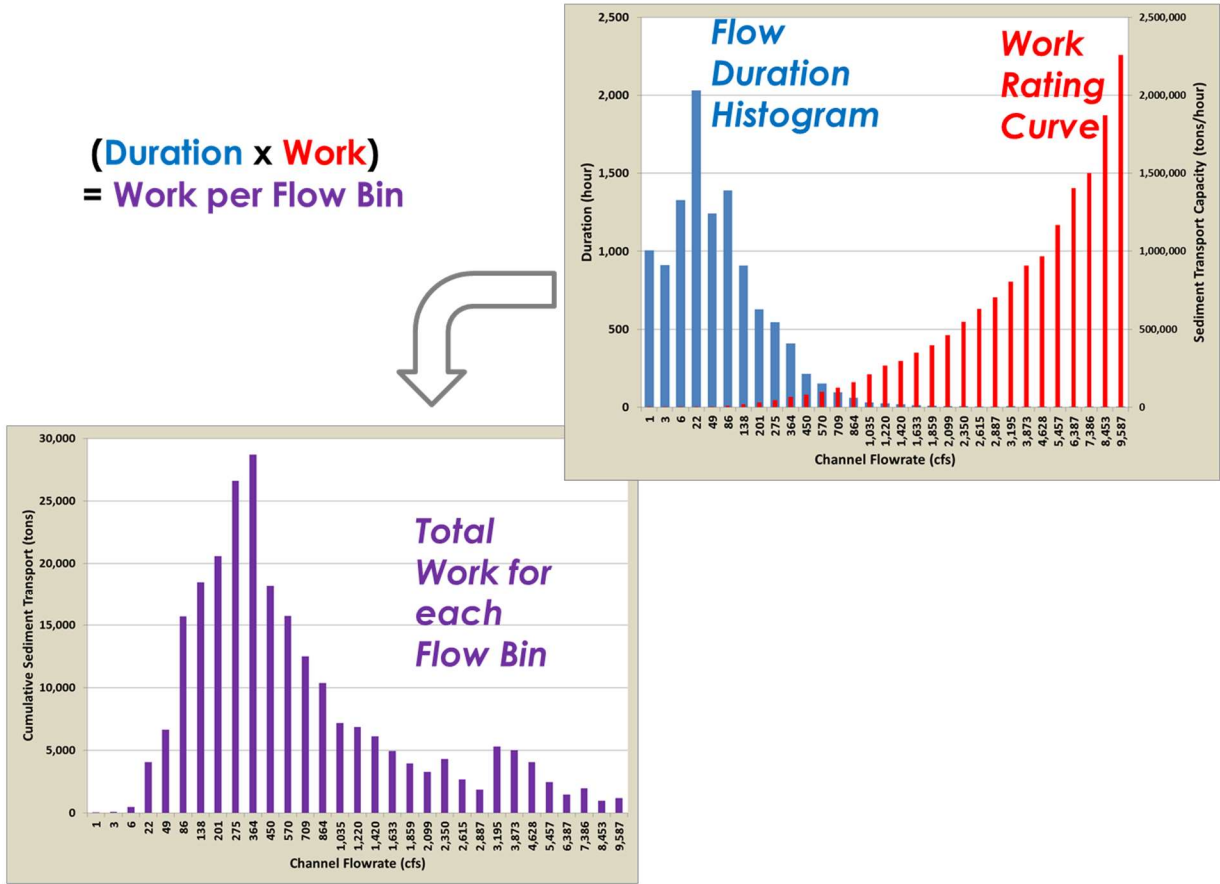 (Duration x Work)
= Work per Flow Bin
Flow
Duration
Histogram
Work
Rating
Curve
Duration (hour)
2,500
2,000
1,500
1,000
500
0
2,500,000
2,000,000
1,500,000
1,000,000
500,000
0
Sediment Transport Capacity (tons/hour)
1 3 6 22 49 86 138 201 275 364 450 570 709 864 1,035 1,220 1,420 1,633 1,859 2,099 2,350 2,615 2,887 3,195 3,873 4,628 5,457 6,387 7,386 8,453 9,587
Channel Flowrate (cfs)
Total
Work for
each
Flow Bin
Cumulative Sediment Transport (tons)
30,000
25,000
20,000
15,000
10,000
5,000
0
1 3 6 22 49 86 138 201 275 364 450 570 709 864 1,035 1,220 1,420 1,633 1,859 2,099 2,350 2,615 2,887 3,195 3,873 4,628 5,457 6,387 7,386 8,453 9,587
Channel Flowrate (cfs)